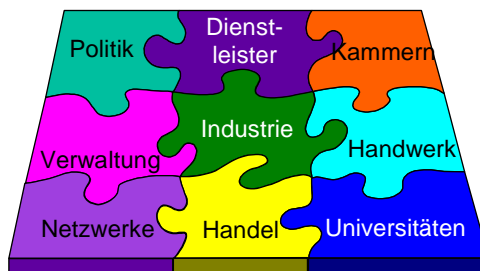 Politik
Dienst-
leister
Kammern
Verwaltung
Industrie
Handwerk
Netzwerke
Handel
Universitäten